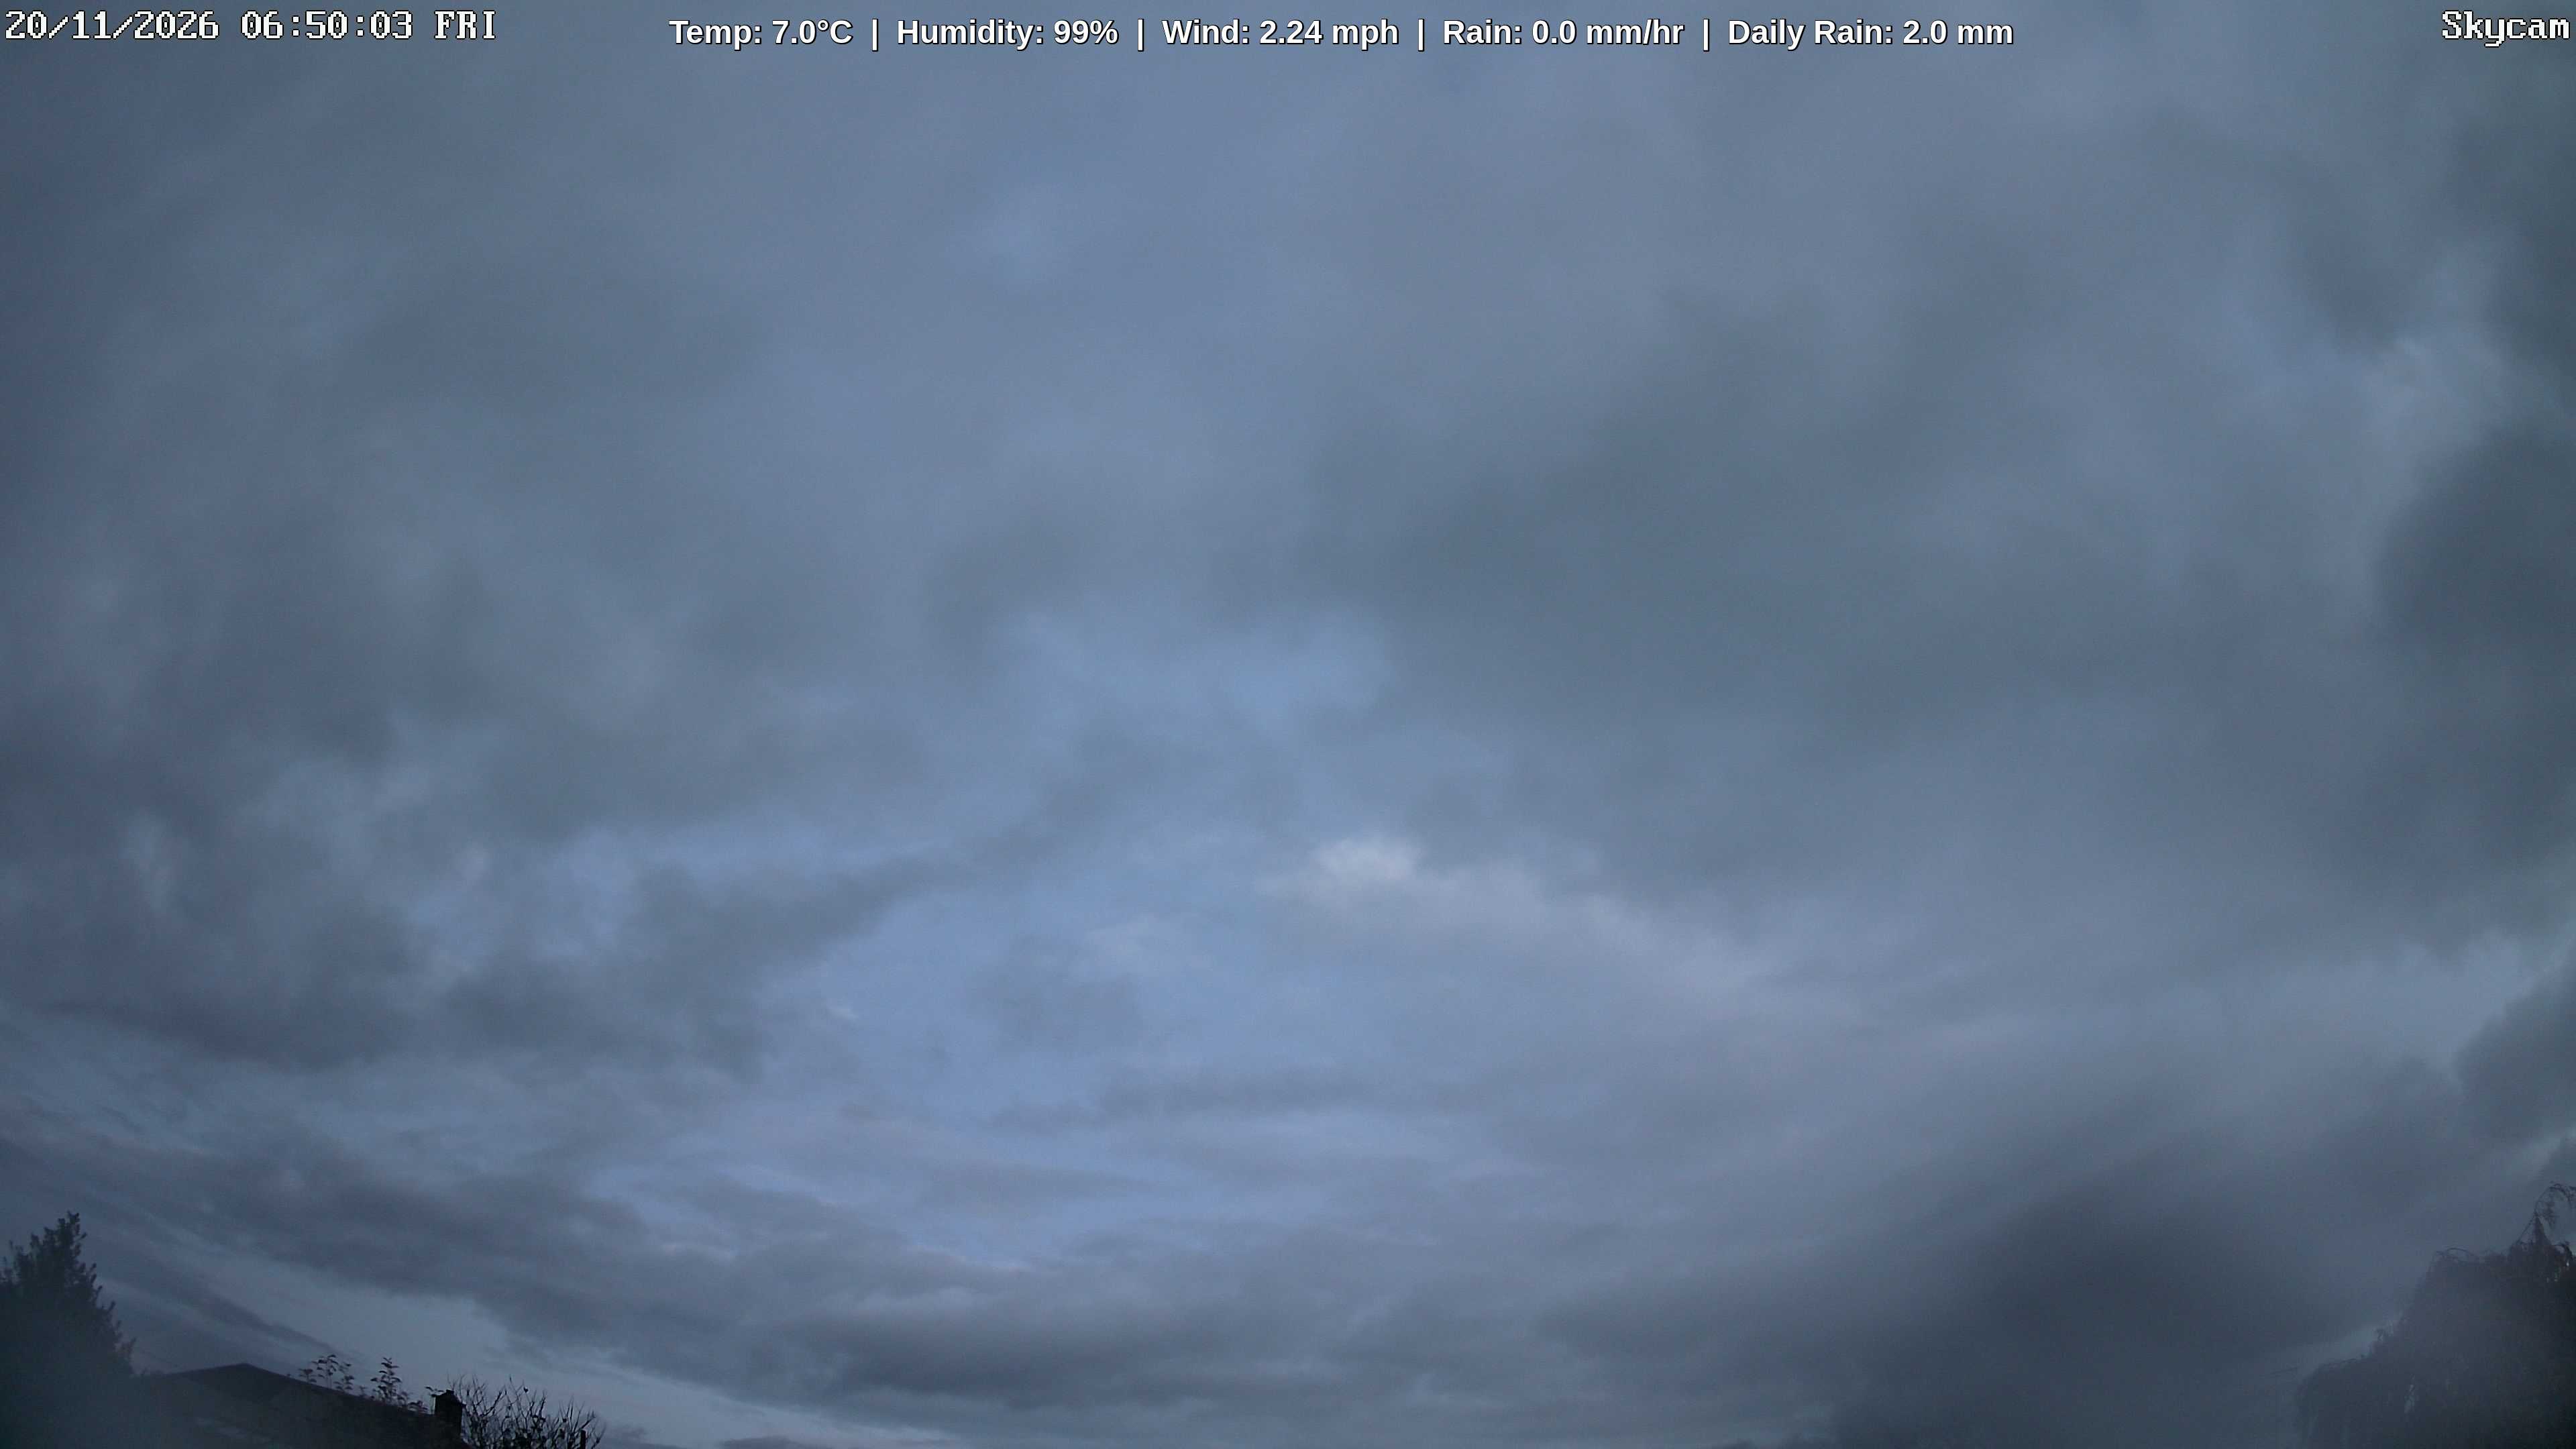 20/11/2026 06:50:03 FRI
Temp: 7.0°C | Humidity: 99% | Wind: 2.24 mph | Rain: 0.0 mm/hr | Daily Rain: 2.0 mm
Skycam